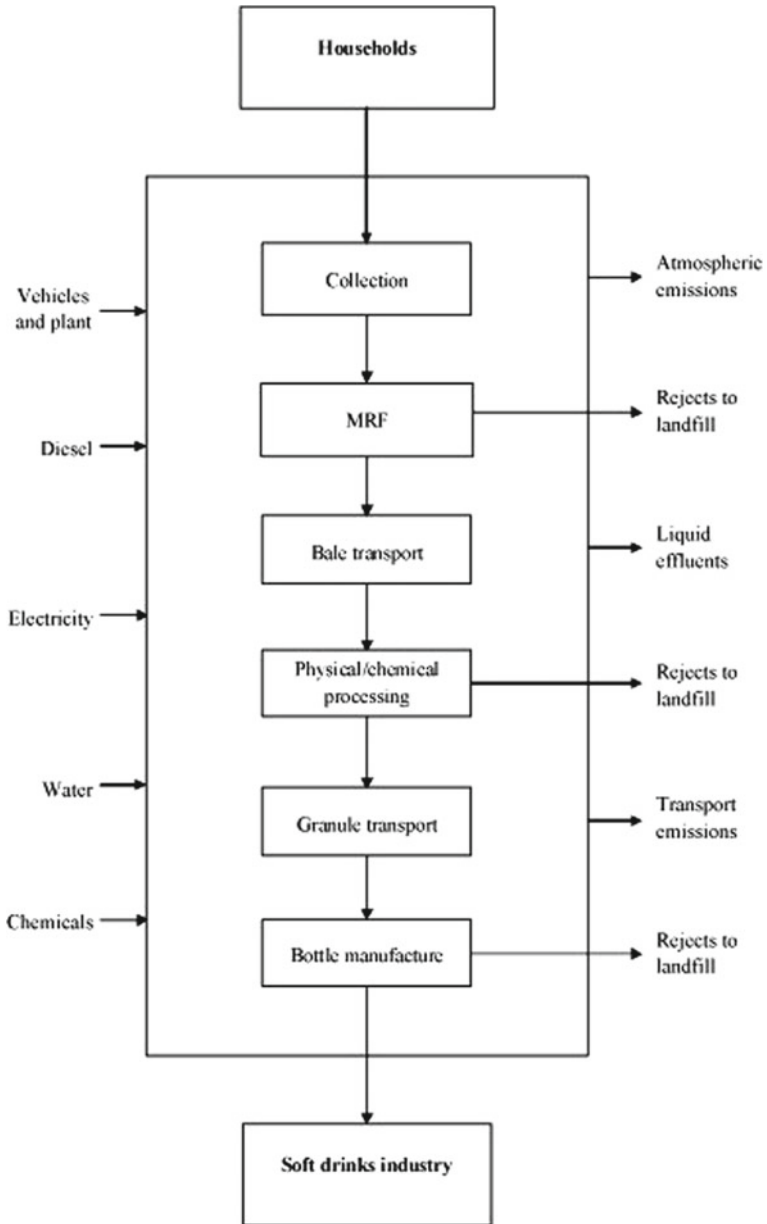 Households
Collection
Atmospheric
emissions
Vehicles
and plant
MRF
Rejects to
landfill
Diesel
Bale transport
Liquid
effluents
Electricity
Physical/chemical
processing
Rejects to
landfill
Water
Granule transport
Transport
emissions
Chemicals
Bottle manufacture
Rejects to
landfill
Soft drinks industry